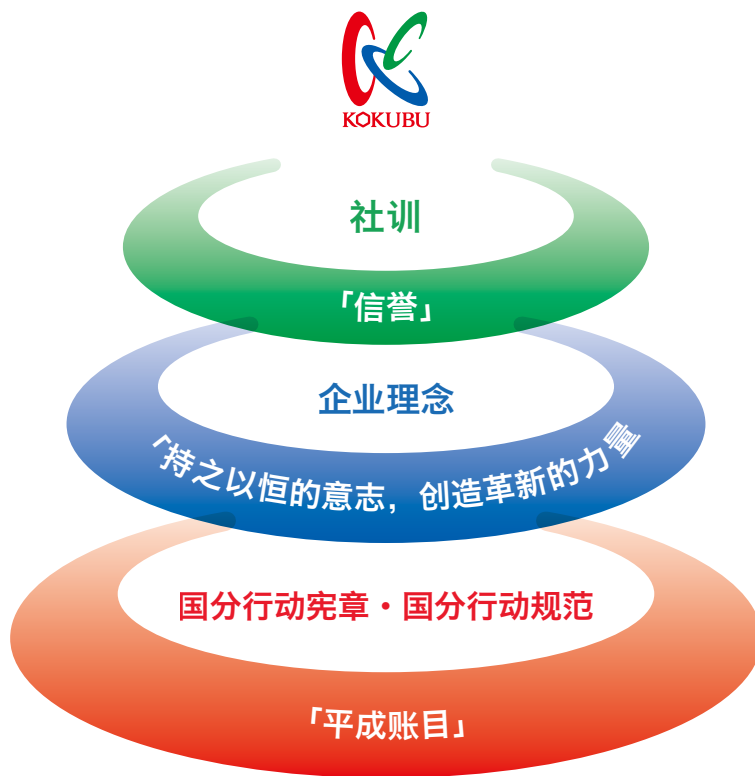 KOKUBU
社训
「信誉」
企业理念
「持之以恒的意志，创造革新的力量
国分行动宪章・国分行动规范
「平成账目」